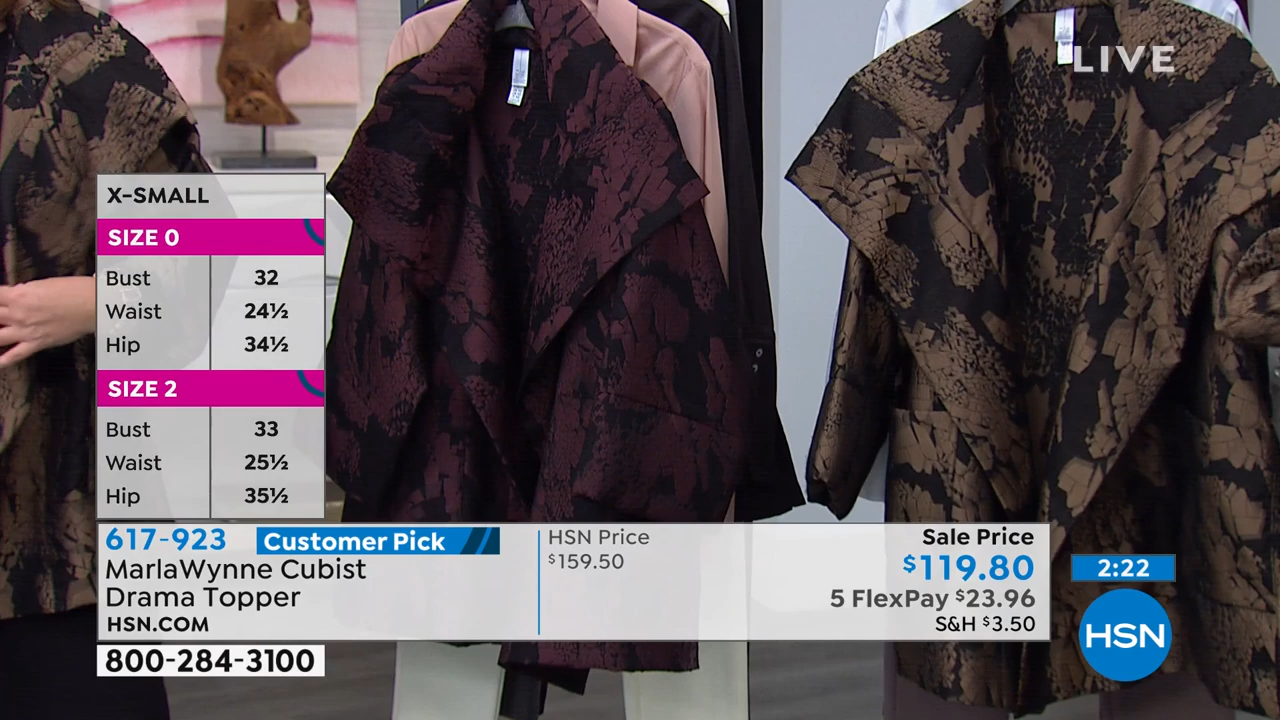 LIVE
X-SMALL
SIZE 0
Bust 32
Waist 24½
Hip 34½
SIZE 2
Bust 33
Waist 25½
Hip 35½
617-923 Customer Pick
MarlaWynne Cubist
Drama Topper
HSN.COM
800-284-3100
HSN Price
$159.50
Sale Price
$119.80
5 FlexPay $23.96
S&H $3.50
2:22
HSN